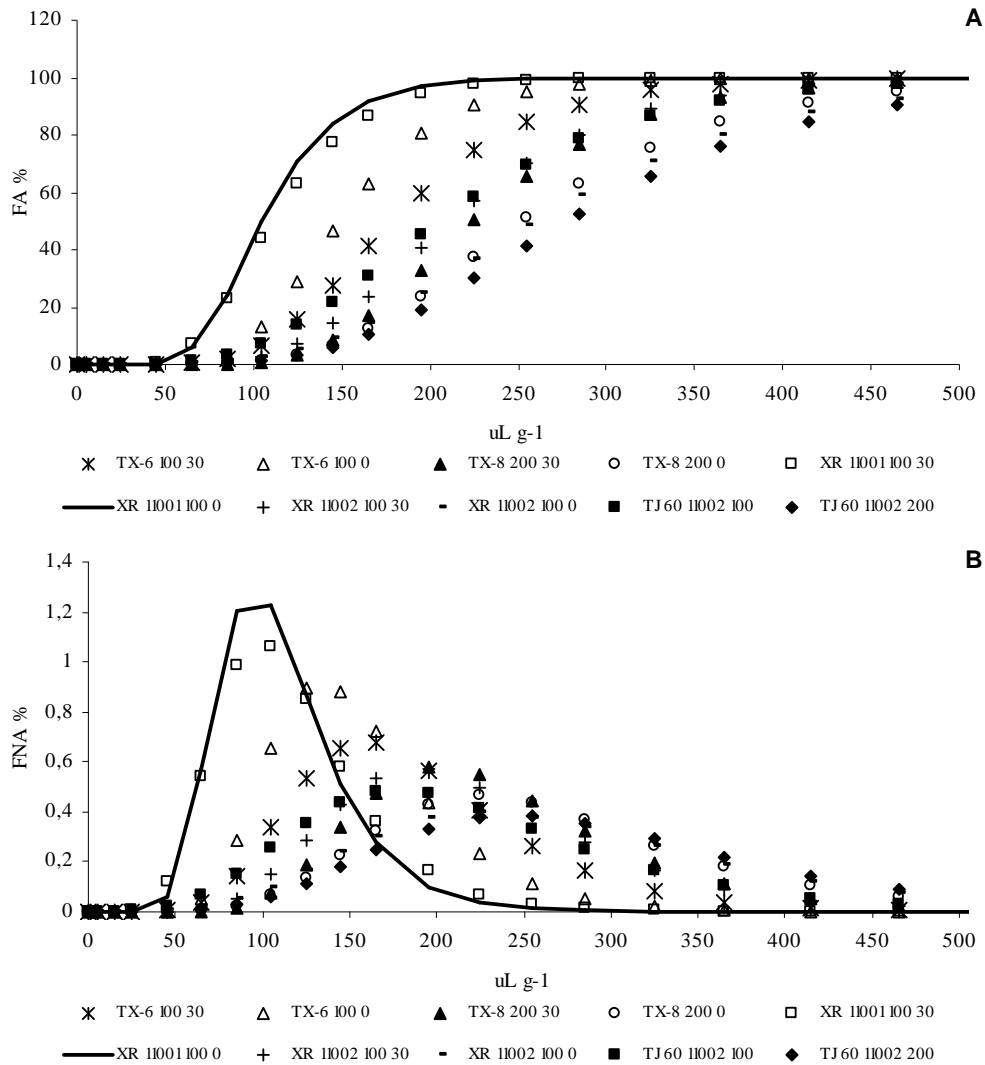 A
120
100
80
60
40
20
0
FA %
0 50 100 150 200 250 300 350 400 450 500
uL g-1
TX-6 100 30 TX-6 100 0 TX-8 200 30 TX-8 200 0 XR 11001 100 30
XR 11001 100 0 XR 11002 100 30 XR 11002 100 0 TJ 60 11002 100 TJ 60 11002 200
B
1,4
1,2
1
0,8
0,6
0,4
0,2
0
FNA %
0 50 100 150 200 250 300 350 400 450 500
uL g-1
TX-6 100 30 TX-6 100 0 TX-8 200 30 TX-8 200 0 XR 11001 100 30
XR 11001 100 0 XR 11002 100 30 XR 11002 100 0 TJ 60 11002 100 TJ 60 11002 200